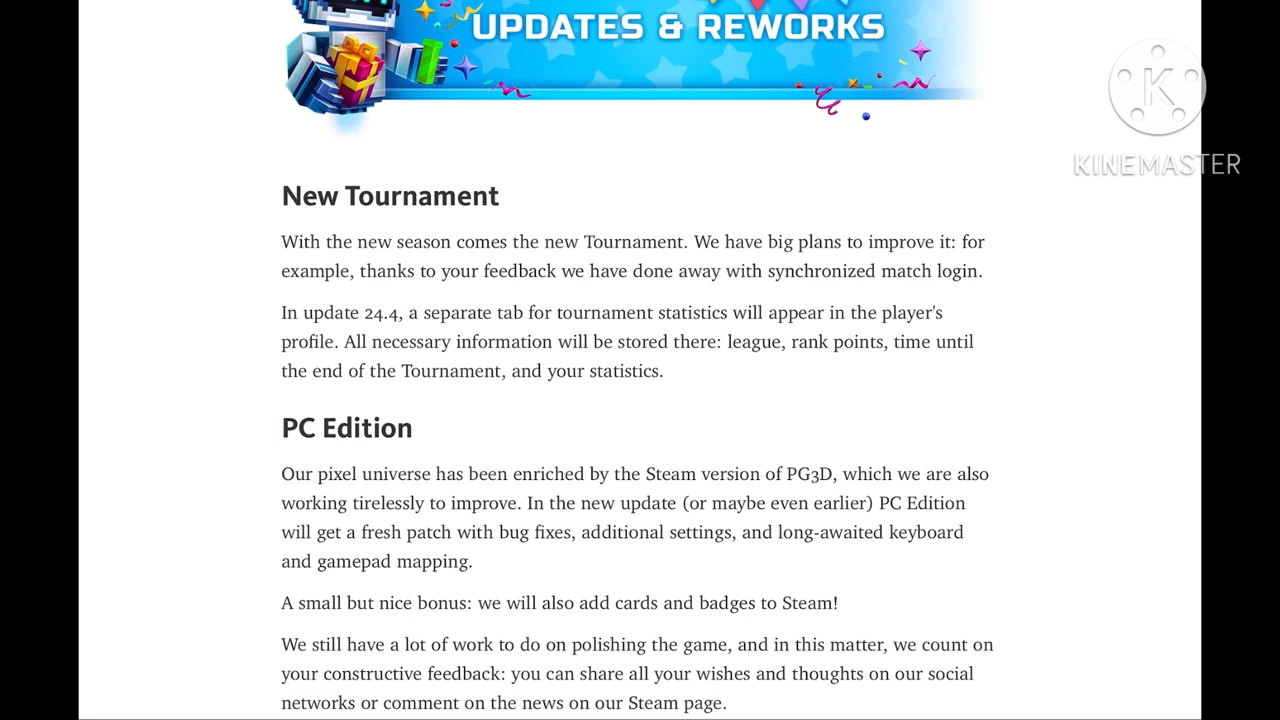 UPDATES & REWORKS
K
KINEMASTER
New Tournament
With the new season comes the new Tournament. We have big plans to improve it: for
example, thanks to your feedback we have done away with synchronized match login.
In update 24.4, a separate tab for tournament statistics will appear in the player's
profile. All necessary information will be stored there: league, rank points, time until
the end of the Tournament, and your statistics.
PC Edition
Our pixel universe has been enriched by the Steam version of PG3D, which we are also
working tirelessly to improve. In the new update (or maybe even earlier) PC Edition
will get a fresh patch with bug fixes, additional settings, and long-awaited keyboard
and gamepad mapping.
A small but nice bonus: we will also add cards and badges to Steam!
We still have a lot of work to do on polishing the game, and in this matter, we count on
your constructive feedback: you can share all your wishes and thoughts on our social
networks or comment on the news on our Steam page.